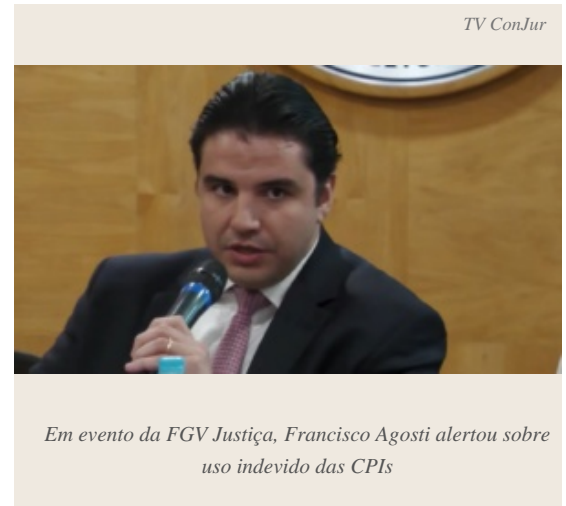 TV ConJur
Em evento da FGV Justiça, Francisco Agosti alertou sobre
uso indevido das CPIs